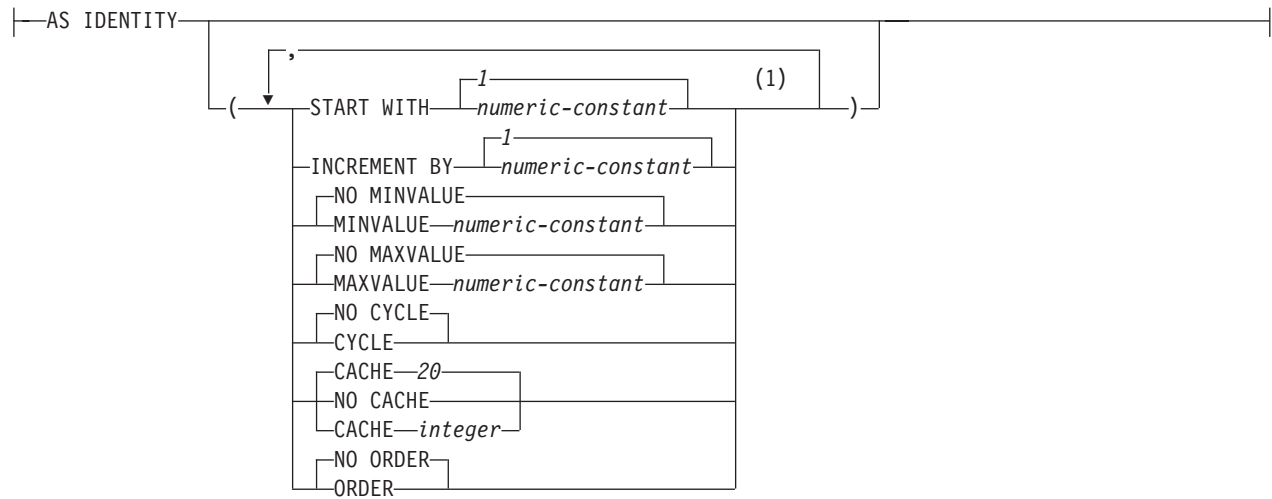 AS IDENTITY
,
1 (1)
( START WITH numeric-constant )
1
INCREMENT BY numeric-constant
NO MINVALUE
MINVALUE numeric-constant
NO MAXVALUE
MAXVALUE numeric-constant
NO CYCLE
CYCLE
CACHE 20
NO CACHE
CACHE integer
NO ORDER
ORDER